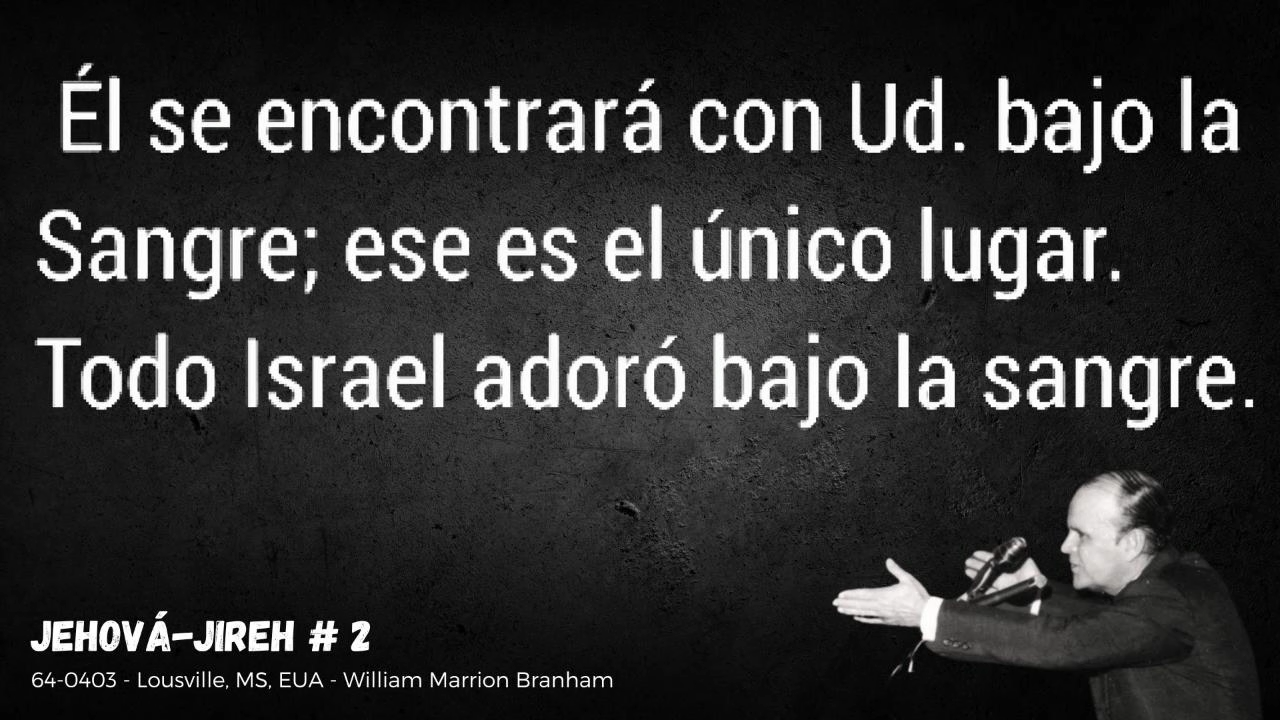 Él se encontrará con Ud. bajo la
Sangre; ese es el único lugar.
Todo Israel adoró bajo la sangre.
JEHOVÁ-JIREH # 2
64-0403 - Lousville, MS, EUA - William Marrion Branham